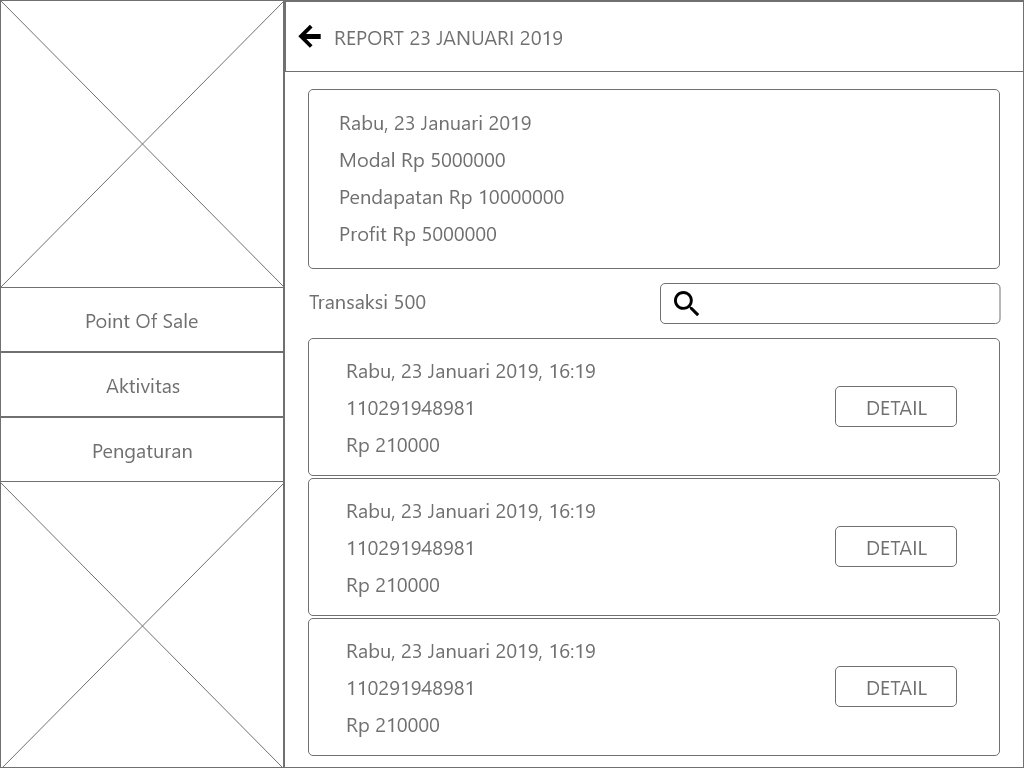 REPORT 23 JANUARI 2019
Rabu, 23 Januari 2019
Modal Rp 5000000
Pendapatan Rp 10000000
Profit Rp 5000000
Point Of Sale
Aktivitas
Pengaturan
Transaksi 500
Rabu, 23 Januari 2019, 16:19
110291948981
Rp 210000
DETAIL
Rabu, 23 Januari 2019, 16:19
110291948981
Rp 210000
DETAIL
Rabu, 23 Januari 2019, 16:19
110291948981
Rp 210000
DETAIL